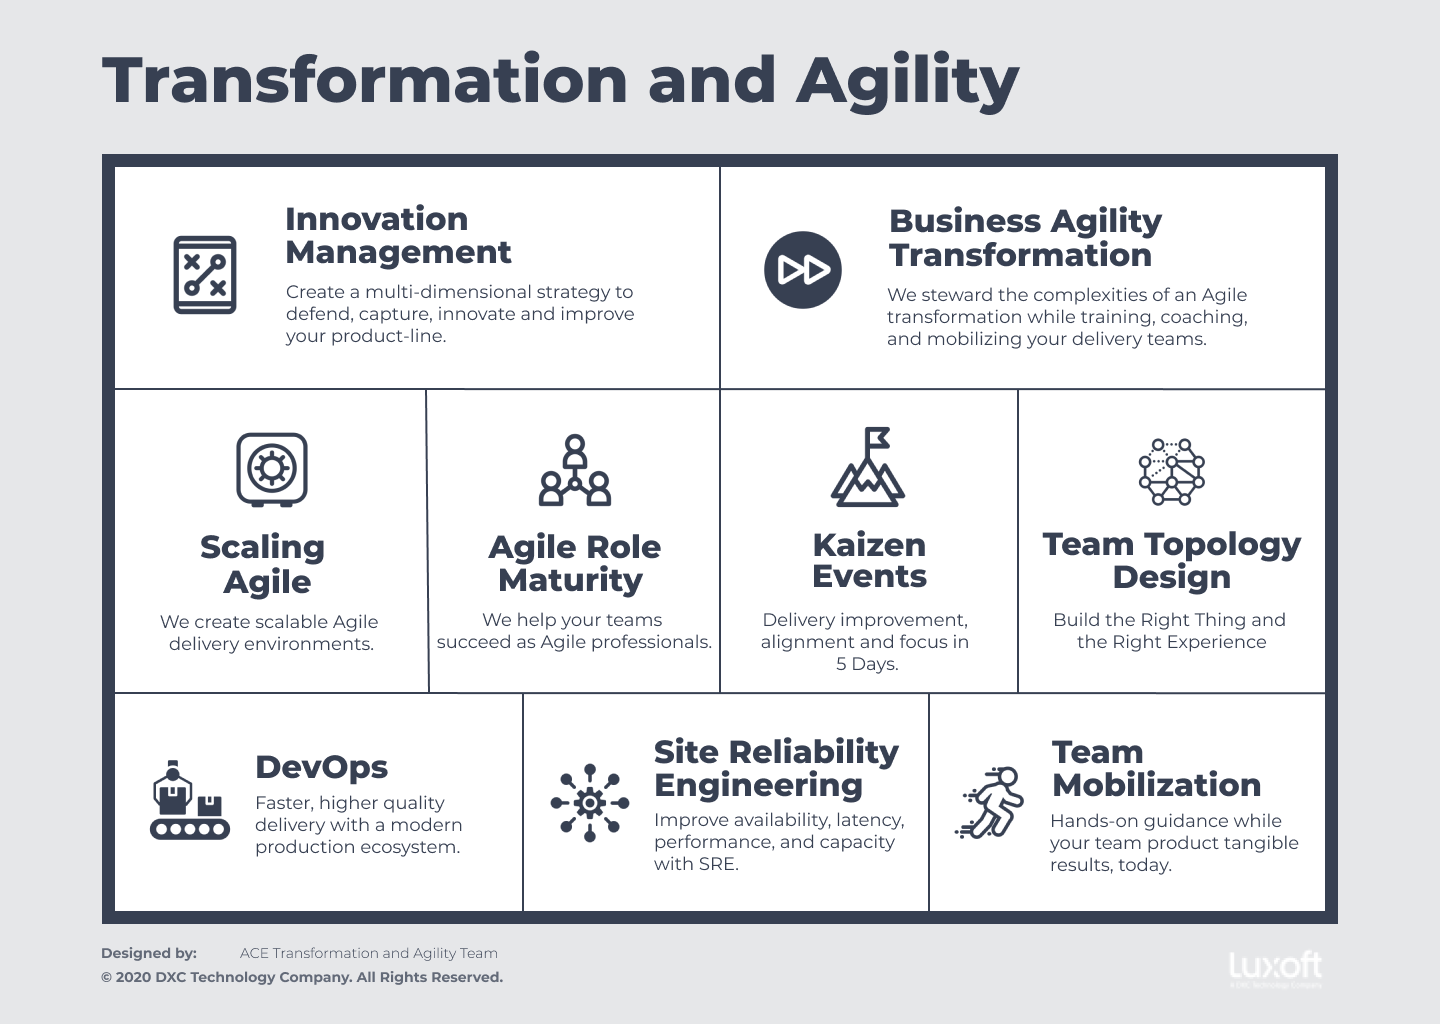 Transformation and Agility
Innovation
Management
Create a multi-dimensional strategy to
defend, capture, innovate and improve
your product-line.
Business Agility
Transformation
We steward the complexities of an Agile
transformation while training, coaching,
and mobilizing your delivery teams.
Scaling
Agile
We create scalable Agile
delivery environments.
Agile Role
Maturity
We help your teams
succeed as Agile professionals.
Kaizen
Events
Delivery improvement,
alignment and focus in
5 Days.
Team Topology
Design
Build the Right Thing and
the Right Experience
DevOps
Faster, higher quality
delivery with a modern
production ecosystem.
Site Reliability
Engineering
Improve availability, latency,
performance, and capacity
with SRE.
Team
Mobilization
Hands-on guidance while
your team product tangible
results, today.
Designed by: ACE Transformation and Agility Team
© 2020 DXC Technology Company. All Rights Reserved.
Luxoft
A DXC Technology Company